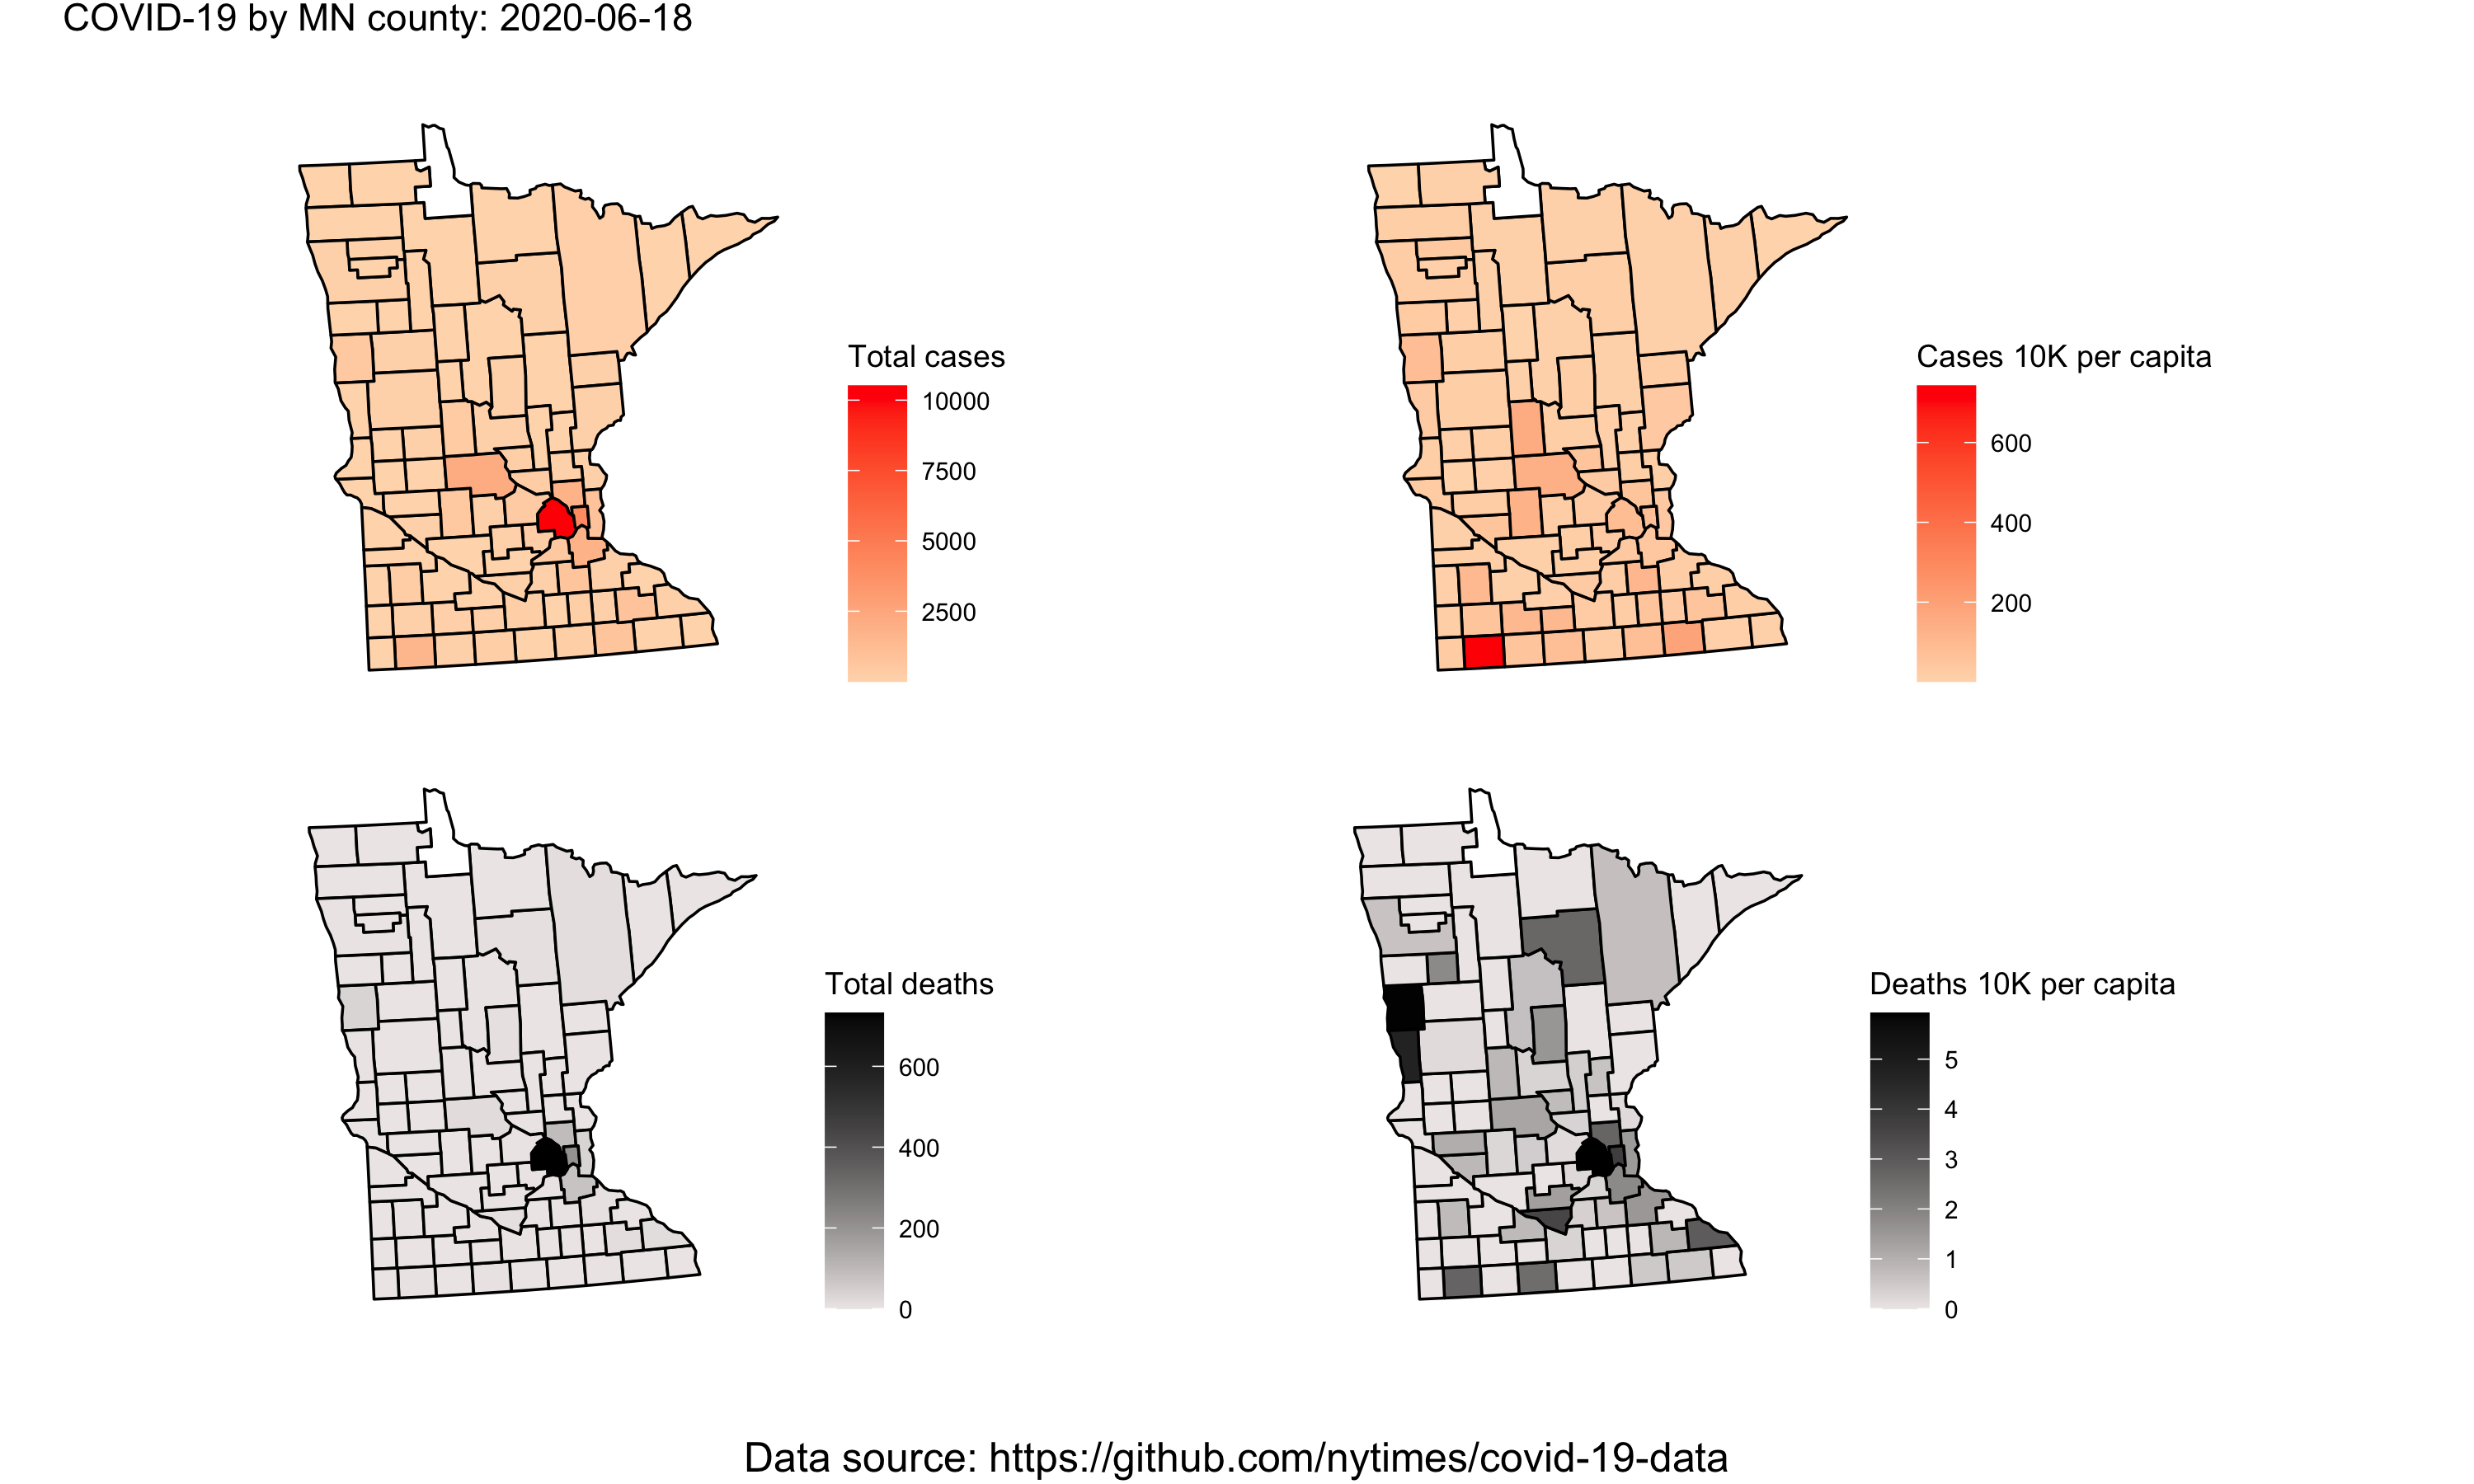 COVID-19 by MN county: 2020-06-18
Total cases
10000
7500
5000
2500
Cases 10K per capita
600
400
200
Total deaths
600
400
200
0
Deaths 10K per capita
5
4
3
2
1
0
Data source: https://github.com/nytimes/covid-19-data